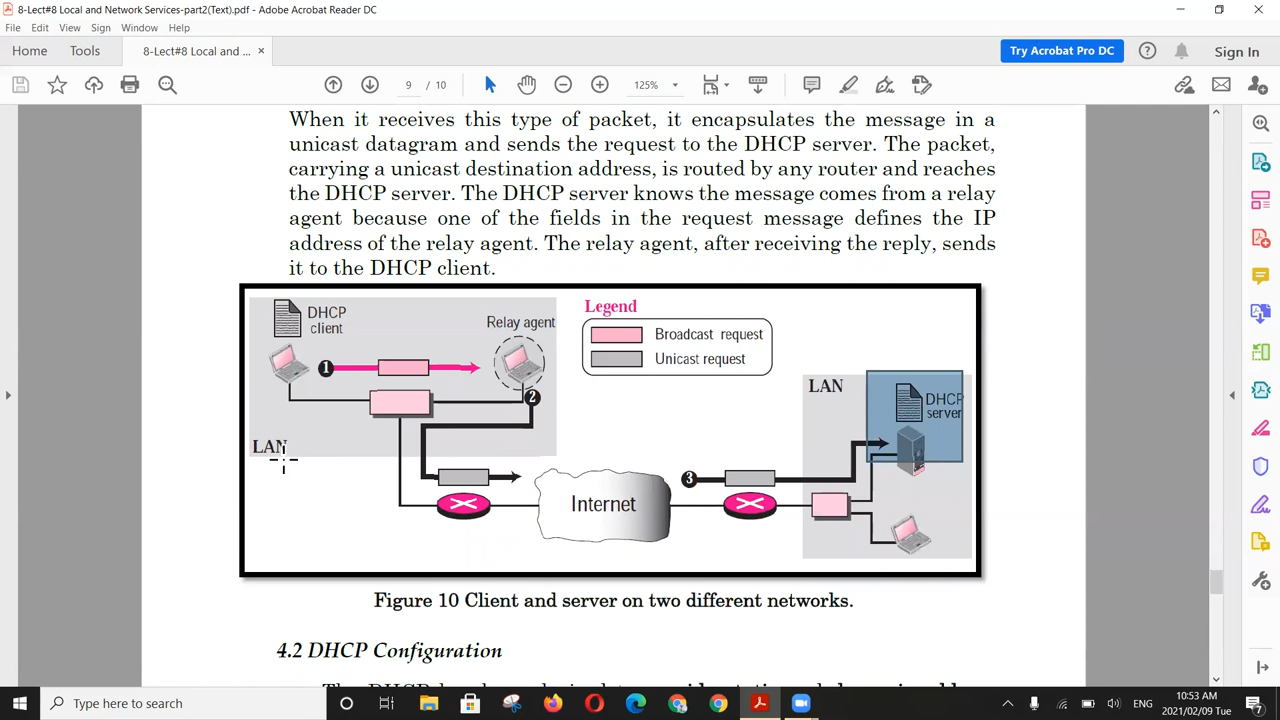 8-Lect#8 Local and Network Services-part2(Text).pdf - Adobe Acrobat Reader DC
File Edit View Sign Window Help
Home Tools 8-Lect#8 Local and ... × Try Acrobat Pro DC Sign In
9 / 10 125%
When it receives this type of packet, it encapsulates the message in a
unicast datagram and sends the request to the DHCP server. The packet,
carrying a unicast destination address, is routed by any router and reaches
the DHCP server. The DHCP server knows the message comes from a relay
agent because one of the fields in the request message defines the IP
address of the relay agent. The relay agent, after receiving the reply, sends
it to the DHCP client.
DHCP
client
Relay agent
1
2
LAN
Legend
Broadcast request
Unicast request
Internet
3
LAN
DHCP
server
Figure 10 Client and server on two different networks.
4.2 DHCP Configuration
Type here to search
ENG
10:53 AM
2021/02/09 Tue
7